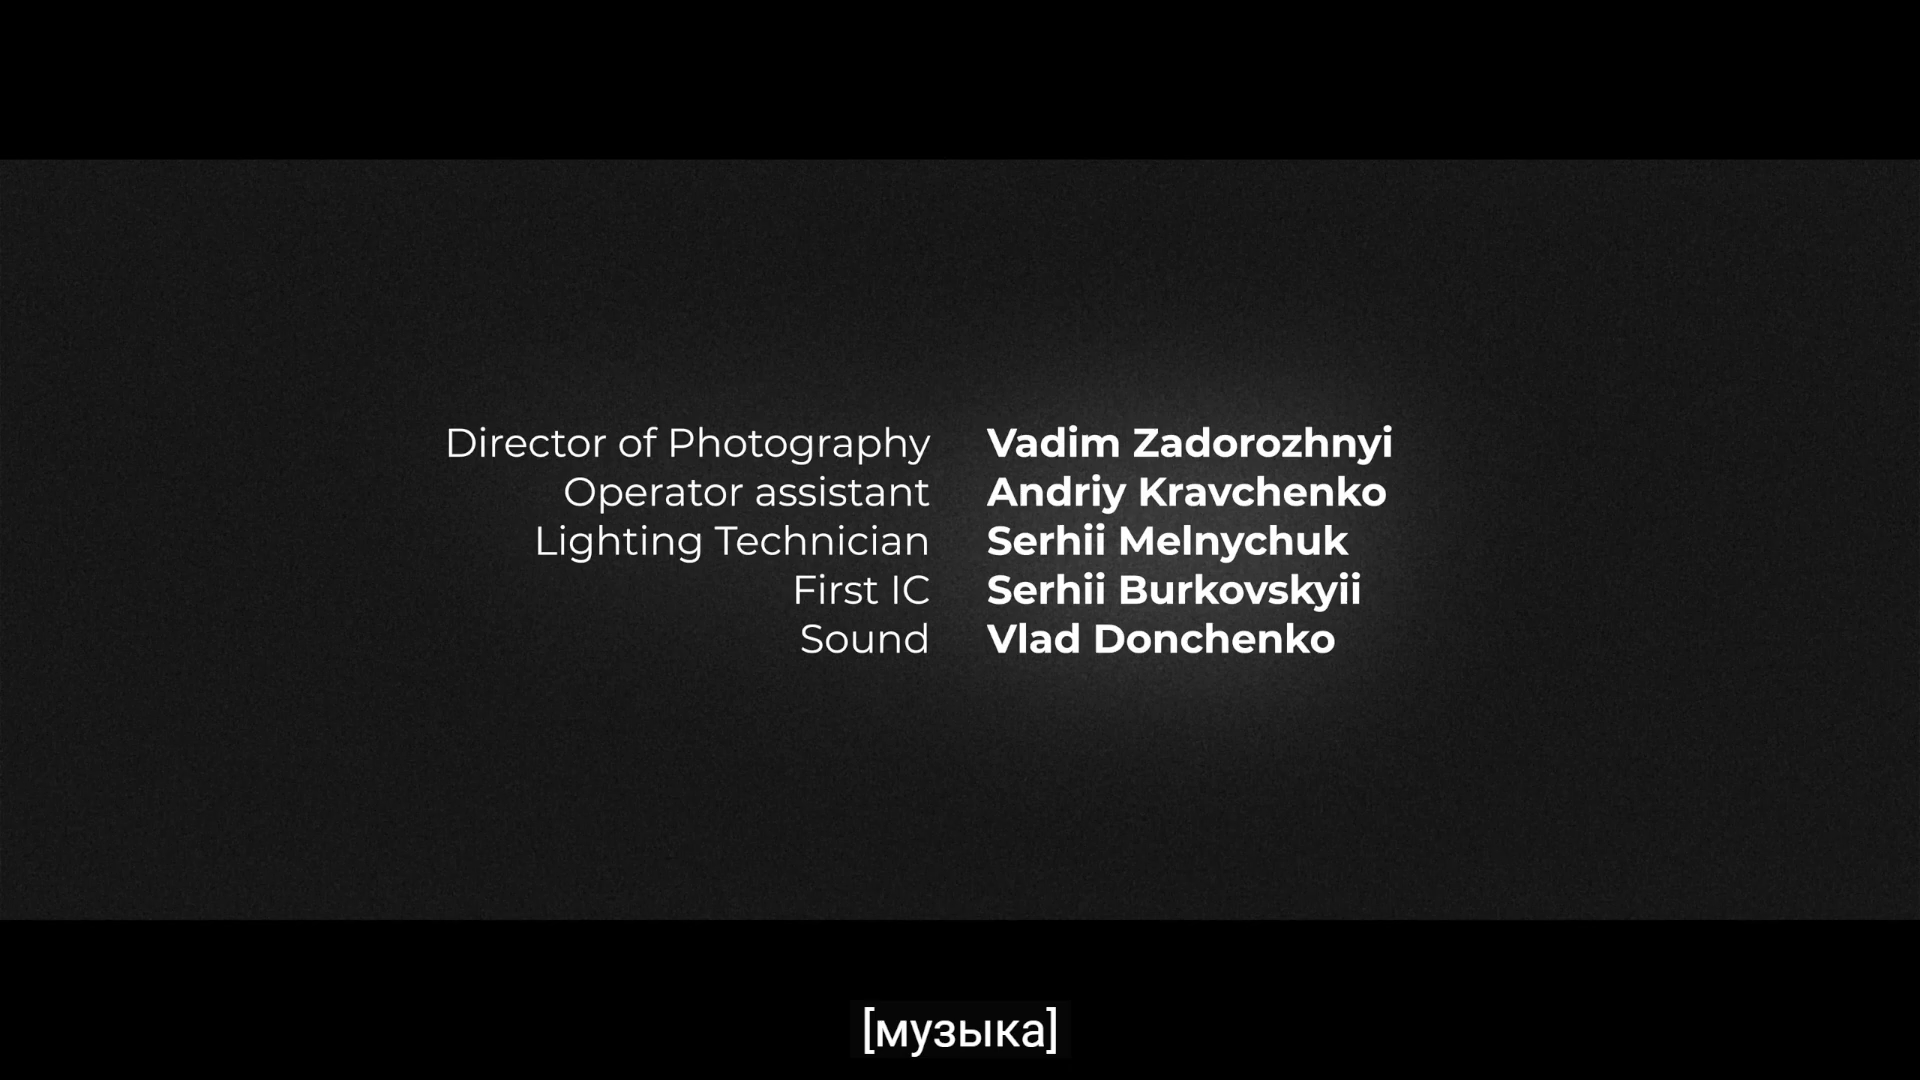 Director of Photography Vadim Zadorozhnyi
Operator assistant Andriy Kravchenko
Lighting Technician Serhii Melnychuk
First IC Serhii Burkovskyii
Sound Vlad Donchenko
[музыка]